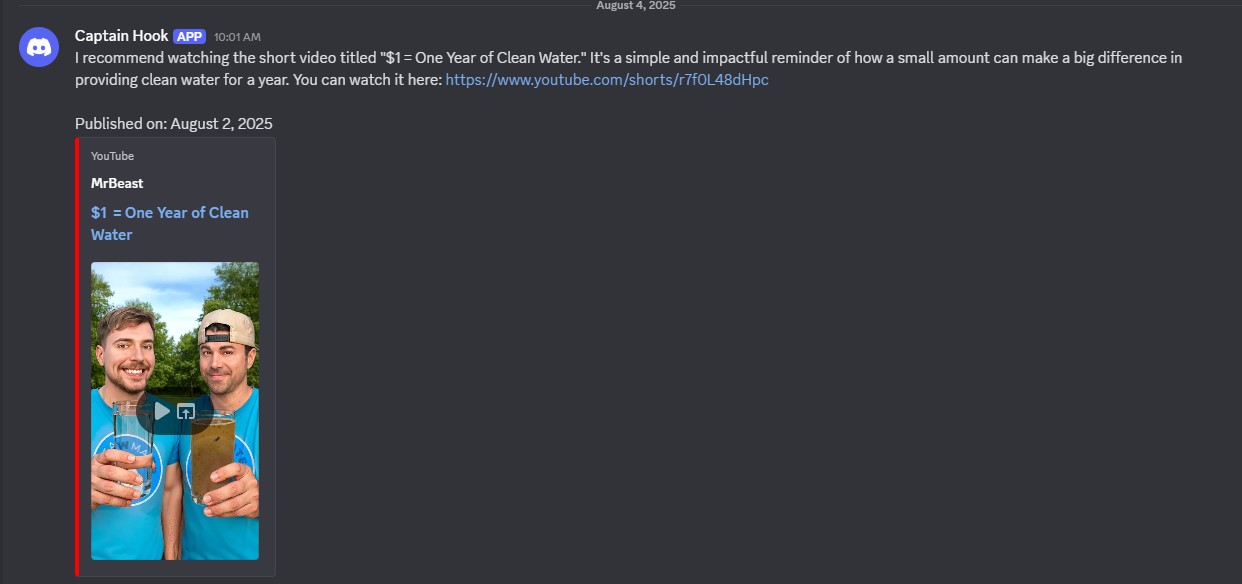 August 4, 2025
Captain Hook APP 10:01 AM
I recommend watching the short video titled "$1 = One Year of Clean Water." It's a simple and impactful reminder of how a small amount can make a big difference in
providing clean water for a year. You can watch it here: https://www.youtube.com/shorts/r7f0L48dHpc
Published on: August 2, 2025
YouTube
MrBeast
$1 = One Year of Clean
Water